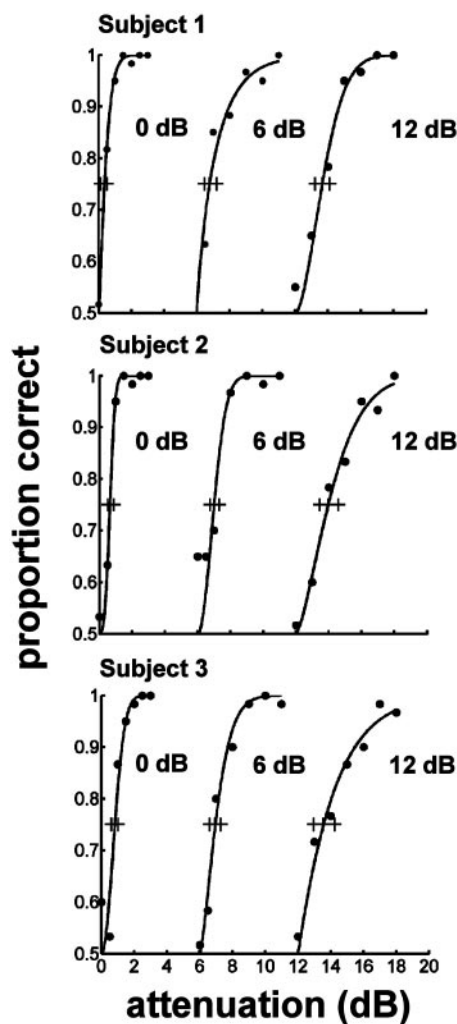 Subject 1
1
0.9
0.8
0.7
0.6
0.5
0 dB
6 dB
12 dB
Subject 2
1
0.9
0.8
0.7
0.6
0.5
0 dB
6 dB
12 dB
Subject 3
1
0.9
0.8
0.7
0.6
0.5
0 dB
6 dB
12 dB
0 2 4 6 8 10 12 14 16 18 20
proportion correct
attenuation (dB)